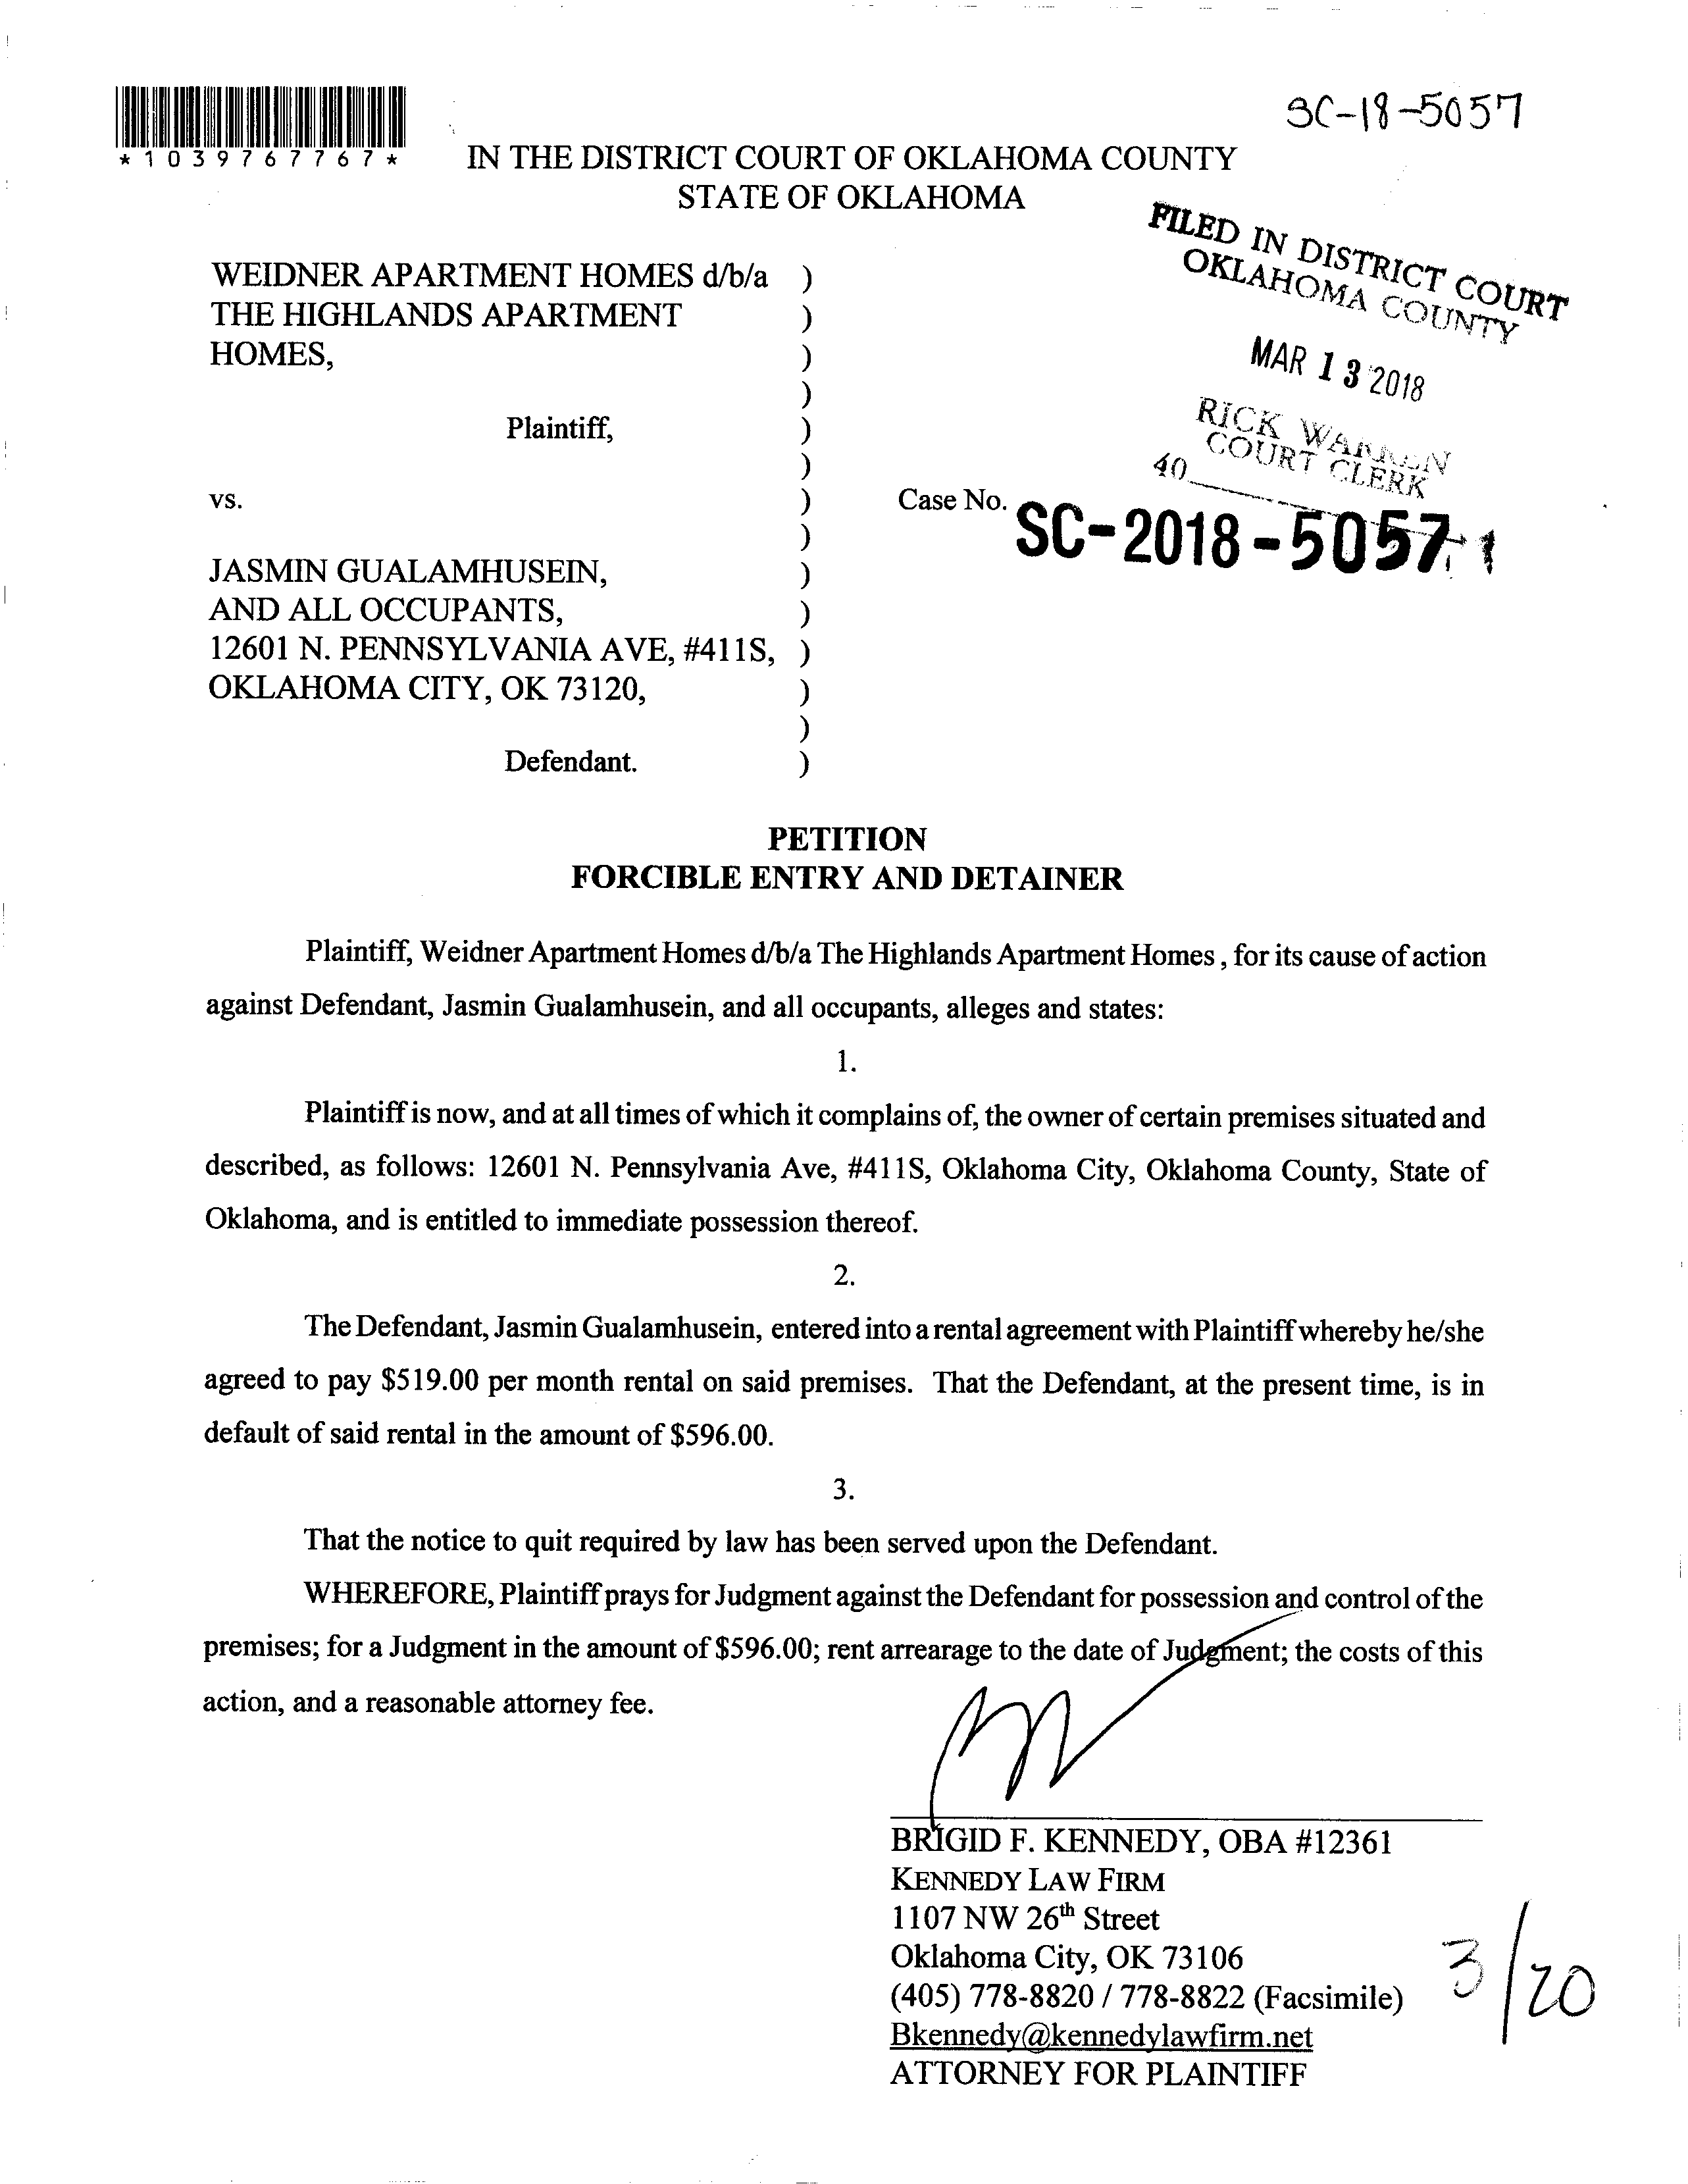 SC-18-5057
*1039767767*
IN THE DISTRICT COURT OF OKLAHOMA COUNTY
STATE OF OKLAHOMA
FILED IN DISTRICT COURT
OKLAHOMA COUNTY
MAR 13 2018
RICK WARREN
COURT CLERK
40
WEIDNER APARTMENT HOMES d/b/a )
THE HIGHLANDS APARTMENT )
HOMES, )
)
Plaintiff, )
)
vs. ) Case No. SC-2018-5057
)
JASMIN GUALAMHUSEIN, )
AND ALL OCCUPANTS, )
12601 N. PENNSYLVANIA AVE, #411S, )
OKLAHOMA CITY, OK 73120, )
)
Defendant. )
PETITION
FORCIBLE ENTRY AND DETAINER
Plaintiff, Weidner Apartment Homes d/b/a The Highlands Apartment Homes , for its cause of action
against Defendant, Jasmin Gualamhusein, and all occupants, alleges and states:
1.
Plaintiff is now, and at all times of which it complains of, the owner of certain premises situated and
described, as follows: 12601 N. Pennsylvania Ave, #411S, Oklahoma City, Oklahoma County, State of
Oklahoma, and is entitled to immediate possession thereof.
2.
The Defendant, Jasmin Gualamhusein, entered into a rental agreement with Plaintiff whereby he/she
agreed to pay $519.00 per month rental on said premises. That the Defendant, at the present time, is in
default of said rental in the amount of $596.00.
3.
That the notice to quit required by law has been served upon the Defendant.
WHEREFORE, Plaintiff prays for Judgment against the Defendant for possession and control of the
premises; for a Judgment in the amount of $596.00; rent arrearage to the date of Judgment; the costs of this
action, and a reasonable attorney fee.
BRIGID F. KENNEDY, OBA #12361
KENNEDY LAW FIRM
1107 NW 26th Street
Oklahoma City, OK 73106
(405) 778-8820 / 778-8822 (Facsimile)
Bkennedy@kennedylawfirm.net
ATTORNEY FOR PLAINTIFF
3/20